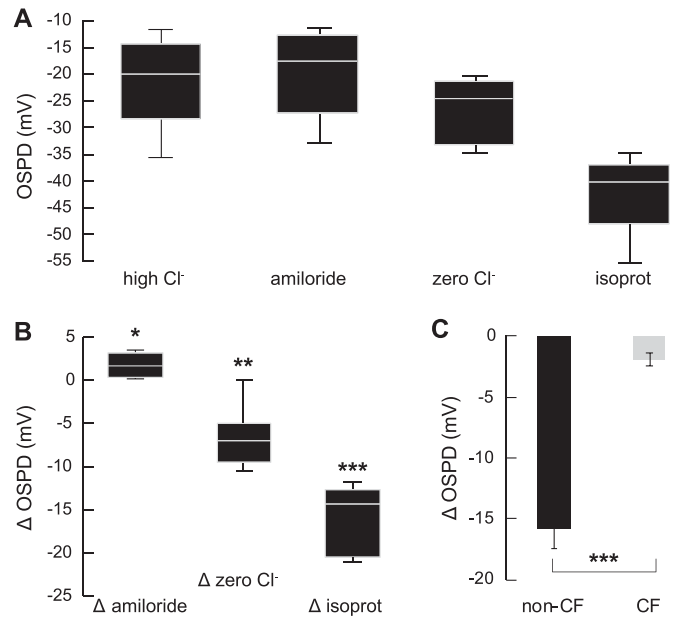 A
-10
-15
-20
-25
-30
-35
-40
-45
-50
-55
OSPD (mV)
high Cl-
amiloride
zero Cl-
isoprot
B
5
0
-5
-10
-15
-20
-25
Δ OSPD (mV)
*
**
***
Δ amiloride
Δ zero Cl-
Δ isoprot
C
0
-5
-10
-15
-20
Δ OSPD (mV)
***
non-CF
CF